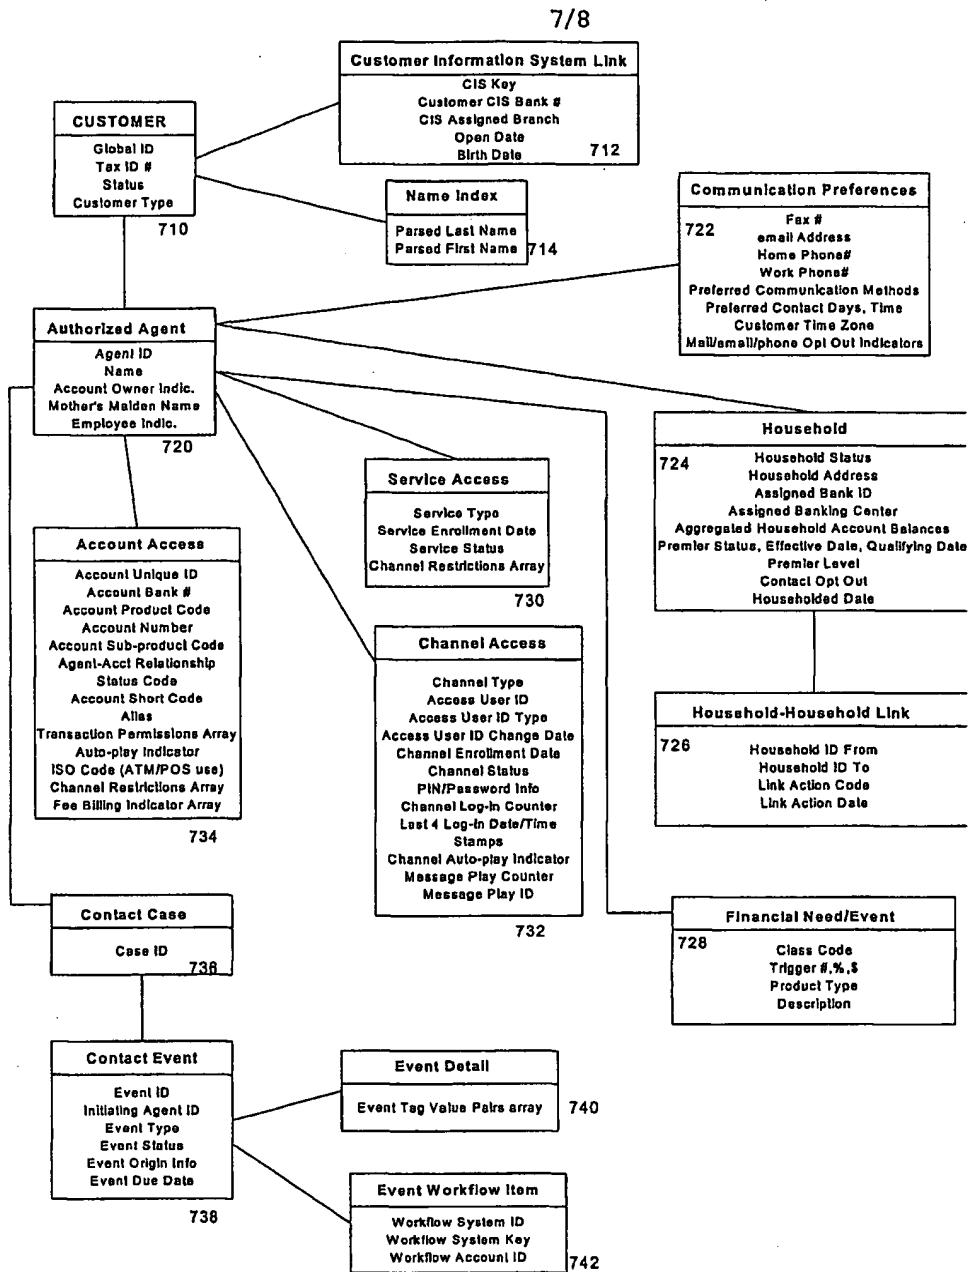 7/8
Customer Information System Link
CIS Key
Customer CIS Bank #
CIS Assigned Branch
Open Date
Birth Date
712
CUSTOMER
Global ID
Tax ID #
Status
Customer Type
710
Name Index
Parsed Last Name
Parsed First Name
714
Communication Preferences
722
Fax #
email Address
Home Phone#
Work Phone#
Preferred Communication Methods
Preferred Contact Days, Time
Customer Time Zone
Mail/email/phone Opt Out Indicators
Authorized Agent
Agent ID
Name
Account Owner Indic.
Mother's Maiden Name
Employee Indic.
720
Household
724
Household Status
Household Address
Assigned Bank ID
Assigned Banking Center
Aggregated Household Account Balances
Premier Status, Effective Date, Qualifying Date
Premier Level
Contact Opt Out
Householded Date
Service Access
Service Type
Service Enrollment Date
Service Status
Channel Restrictions Array
730
Account Access
Account Unique ID
Account Bank #
Account Product Code
Account Number
Account Sub-product Code
Agent-Acct Relationship
Status Code
Account Short Code
Alias
Transaction Permissions Array
Auto-play Indicator
ISO Code (ATM/POS use)
Channel Restrictions Array
Fee Billing Indicator Array
734
Channel Access
Channel Type
Access User ID
Access User ID Type
Access User ID Change Date
Channel Enrollment Date
Channel Status
PIN/Password Info
Channel Log-In Counter
Last 4 Log-In Date/Time
Stamps
Channel Auto-play Indicator
Message Play Counter
Message Play ID
732
Household-Household Link
726
Household ID From
Household ID To
Link Action Code
Link Action Date
Contact Case
Case ID
736
Financial Need/Event
728
Class Code
Trigger #,%,$
Product Type
Description
Contact Event
Event ID
Initiating Agent ID
Event Type
Event Status
Event Origin Info
Event Due Date
738
Event Detail
Event Tag Value Pairs array
740
Event Workflow Item
Workflow System ID
Workflow System Key
Workflow Account ID
742